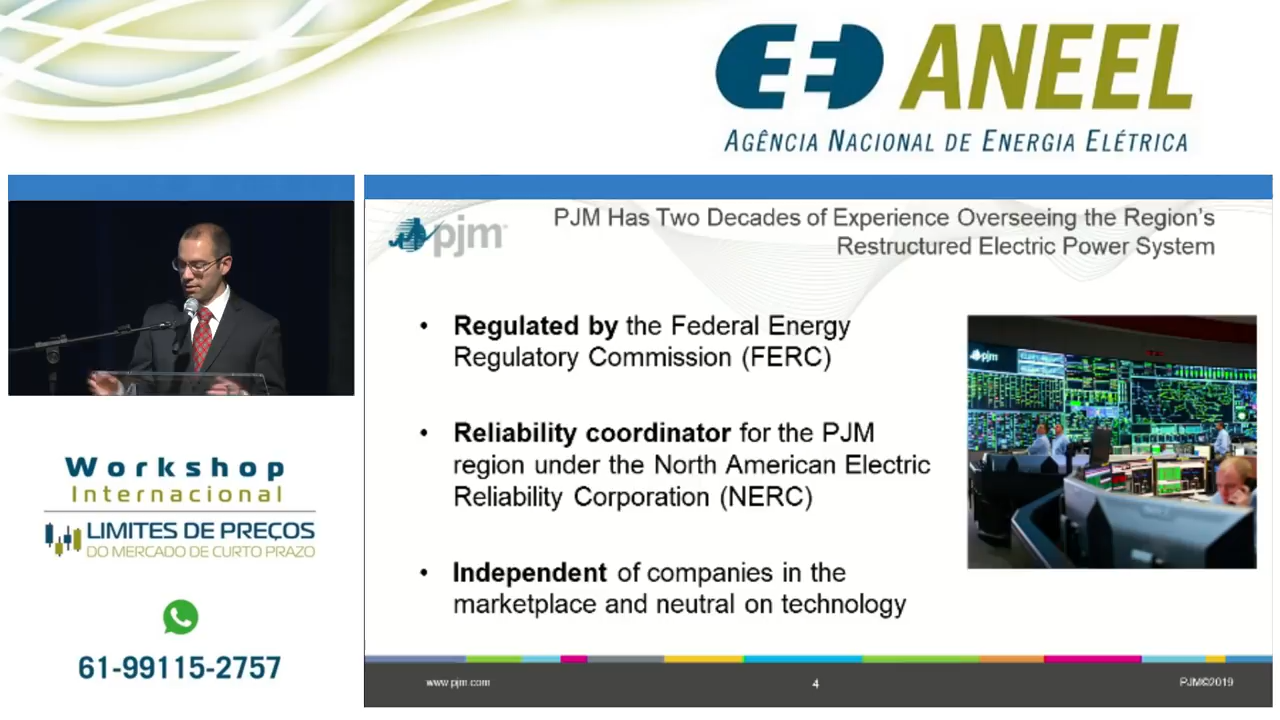 ANEEL
AGÊNCIA NACIONAL DE ENERGIA ELÉTRICA
pjm
PJM Has Two Decades of Experience Overseeing the Region's
Restructured Electric Power System
• Regulated by the Federal Energy
Regulatory Commission (FERC)
• Reliability coordinator for the PJM
region under the North American Electric
Reliability Corporation (NERC)
• Independent of companies in the
marketplace and neutral on technology
pjm
www.pjm.com
4
PJM©2019
Workshop
Internacional
LIMITES DE PREÇOS
DO MERCADO DE CURTO PRAZO
61-99115-2757